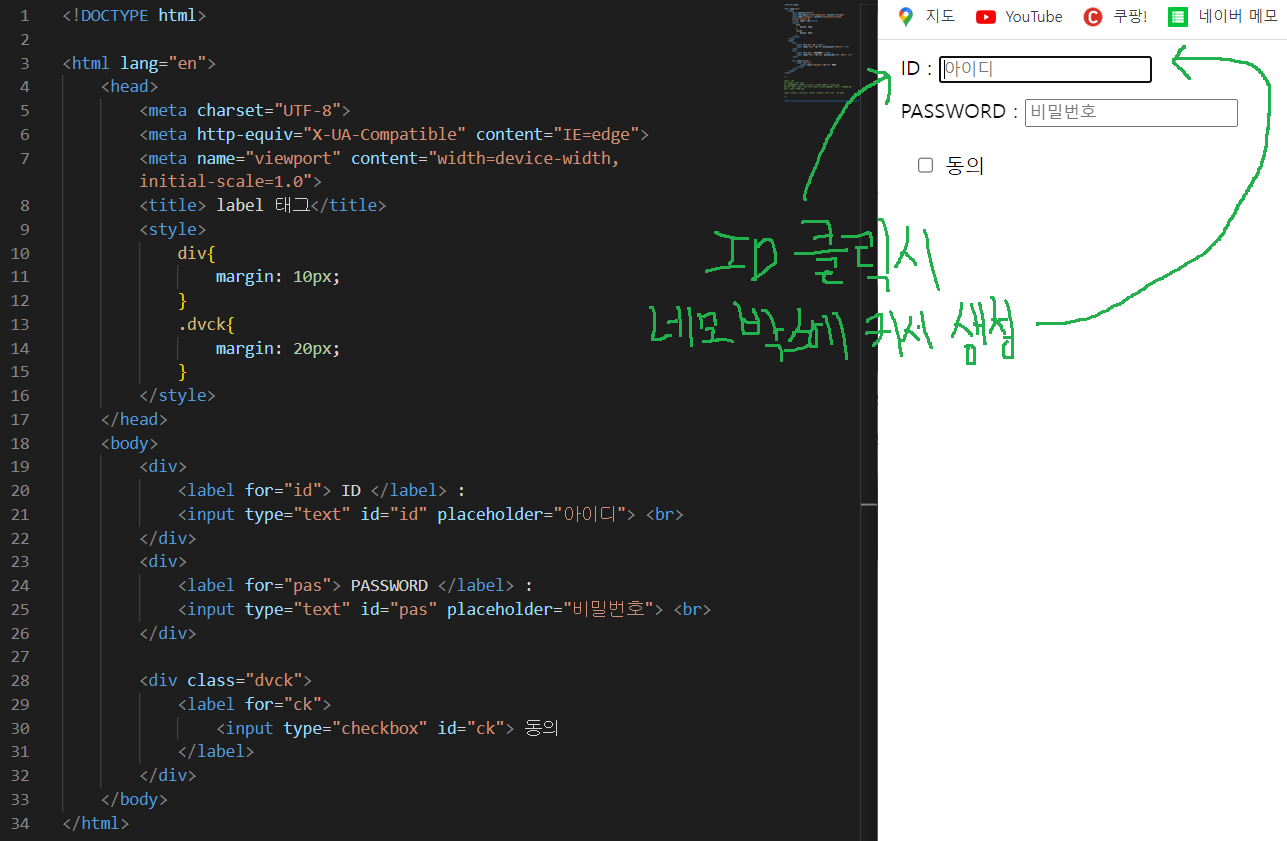 1 <!DOCTYPE html>
2
3 <html lang="en">
4 <head>
5 <meta charset="UTF-8">
6 <meta http-equiv="X-UA-Compatible" content="IE=edge">
7 <meta name="viewport" content="width=device-width,
initial-scale=1.0">
8 <title> label 태그</title>
9 <style>
10 div{
11 margin: 10px;
12 }
13 .dvck{
14 margin: 20px;
15 }
16 </style>
17 </head>
18 <body>
19 <div>
20 <label for="id"> ID </label> :
21 <input type="text" id="id" placeholder="아이디"> <br>
22 </div>
23 <div>
24 <label for="pas"> PASSWORD </label> :
25 <input type="text" id="pas" placeholder="비밀번호"> <br>
26 </div>
27
28 <div class="dvck">
29 <label for="ck">
30 <input type="checkbox" id="ck"> 동의
31 </label>
32 </div>
33 </body>
34 </html>
지도 YouTube C 쿠팡! 네이버 메모
ID : 아이디
PASSWORD : 비밀번호
동의
ID 클릭시
네모박쎄 커서 생성